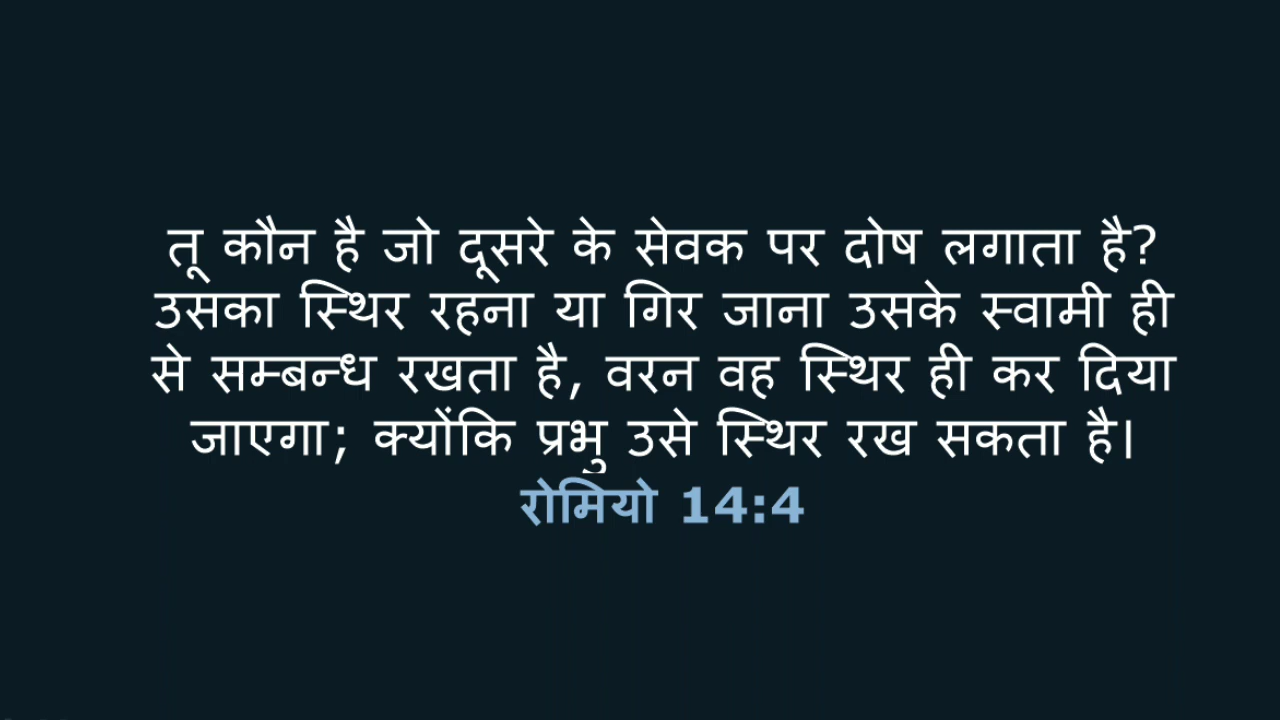 तू कौन है जो दूसरे के सेवक पर दोष लगाता है?
उसका स्थिर रहना या गिर जाना उसके स्वामी ही
से सम्बन्ध रखता है, वरन वह स्थिर ही कर दिया
जाएगा; क्योंकि प्रभु उसे स्थिर रख सकता है।
रोमियो 14:4